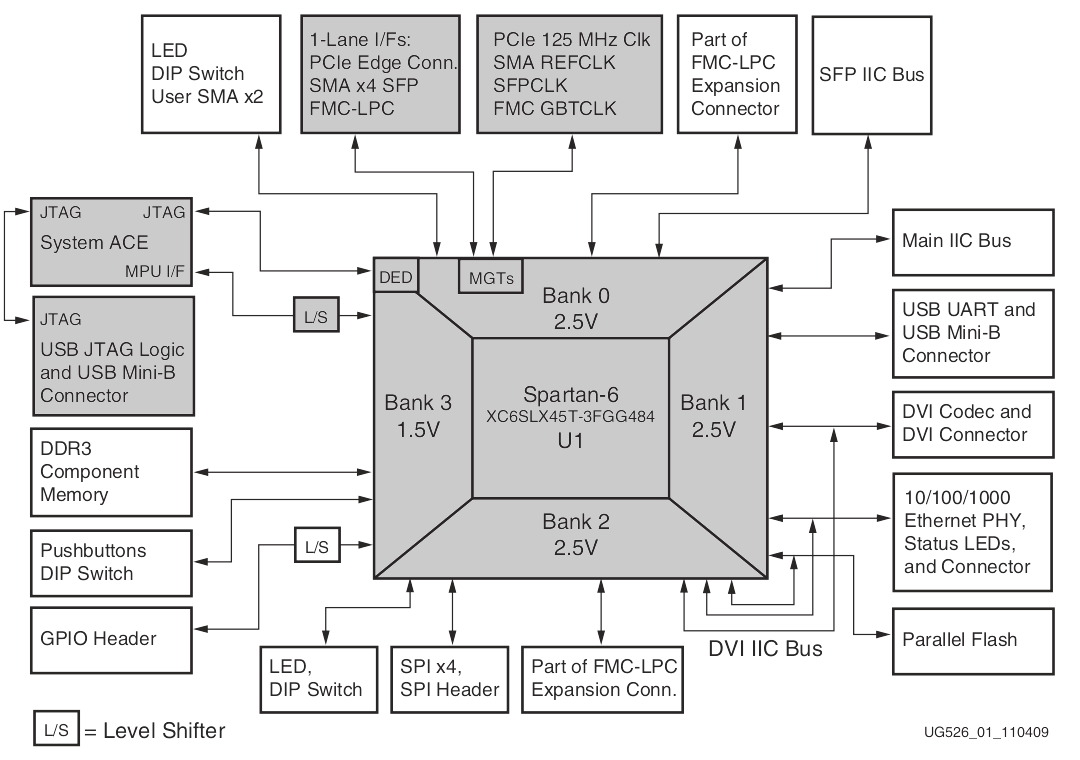 LED
DIP Switch
User SMA x2
1-Lane I/Fs:
PCIe Edge Conn.
SMA x4 SFP
FMC-LPC
PCIe 125 MHz Clk
SMA REFCLK
SFPCLK
FMC GBTCLK
Part of
FMC-LPC
Expansion
Connector
SFP IIC Bus
JTAG JTAG
System ACE
MPU I/F
JTAG
USB JTAG Logic
and USB Mini-B
Connector
L/S
DED
MGTs
Bank 0
2.5V
Main IIC Bus
USB UART and
USB Mini-B
Connector
Bank 3
1.5V
Spartan-6
XC6SLX45T-3FGG484
U1
Bank 1
2.5V
DVI Codec and
DVI Connector
DDR3
Component
Memory
Bank 2
2.5V
10/100/1000
Ethernet PHY,
Status LEDs,
and Connector
Pushbuttons
DIP Switch
L/S
GPIO Header
LED,
DIP Switch
SPI x4,
SPI Header
Part of FMC-LPC
Expansion Conn.
DVI IIC Bus
Parallel Flash
L/S = Level Shifter
UG526_01_110409